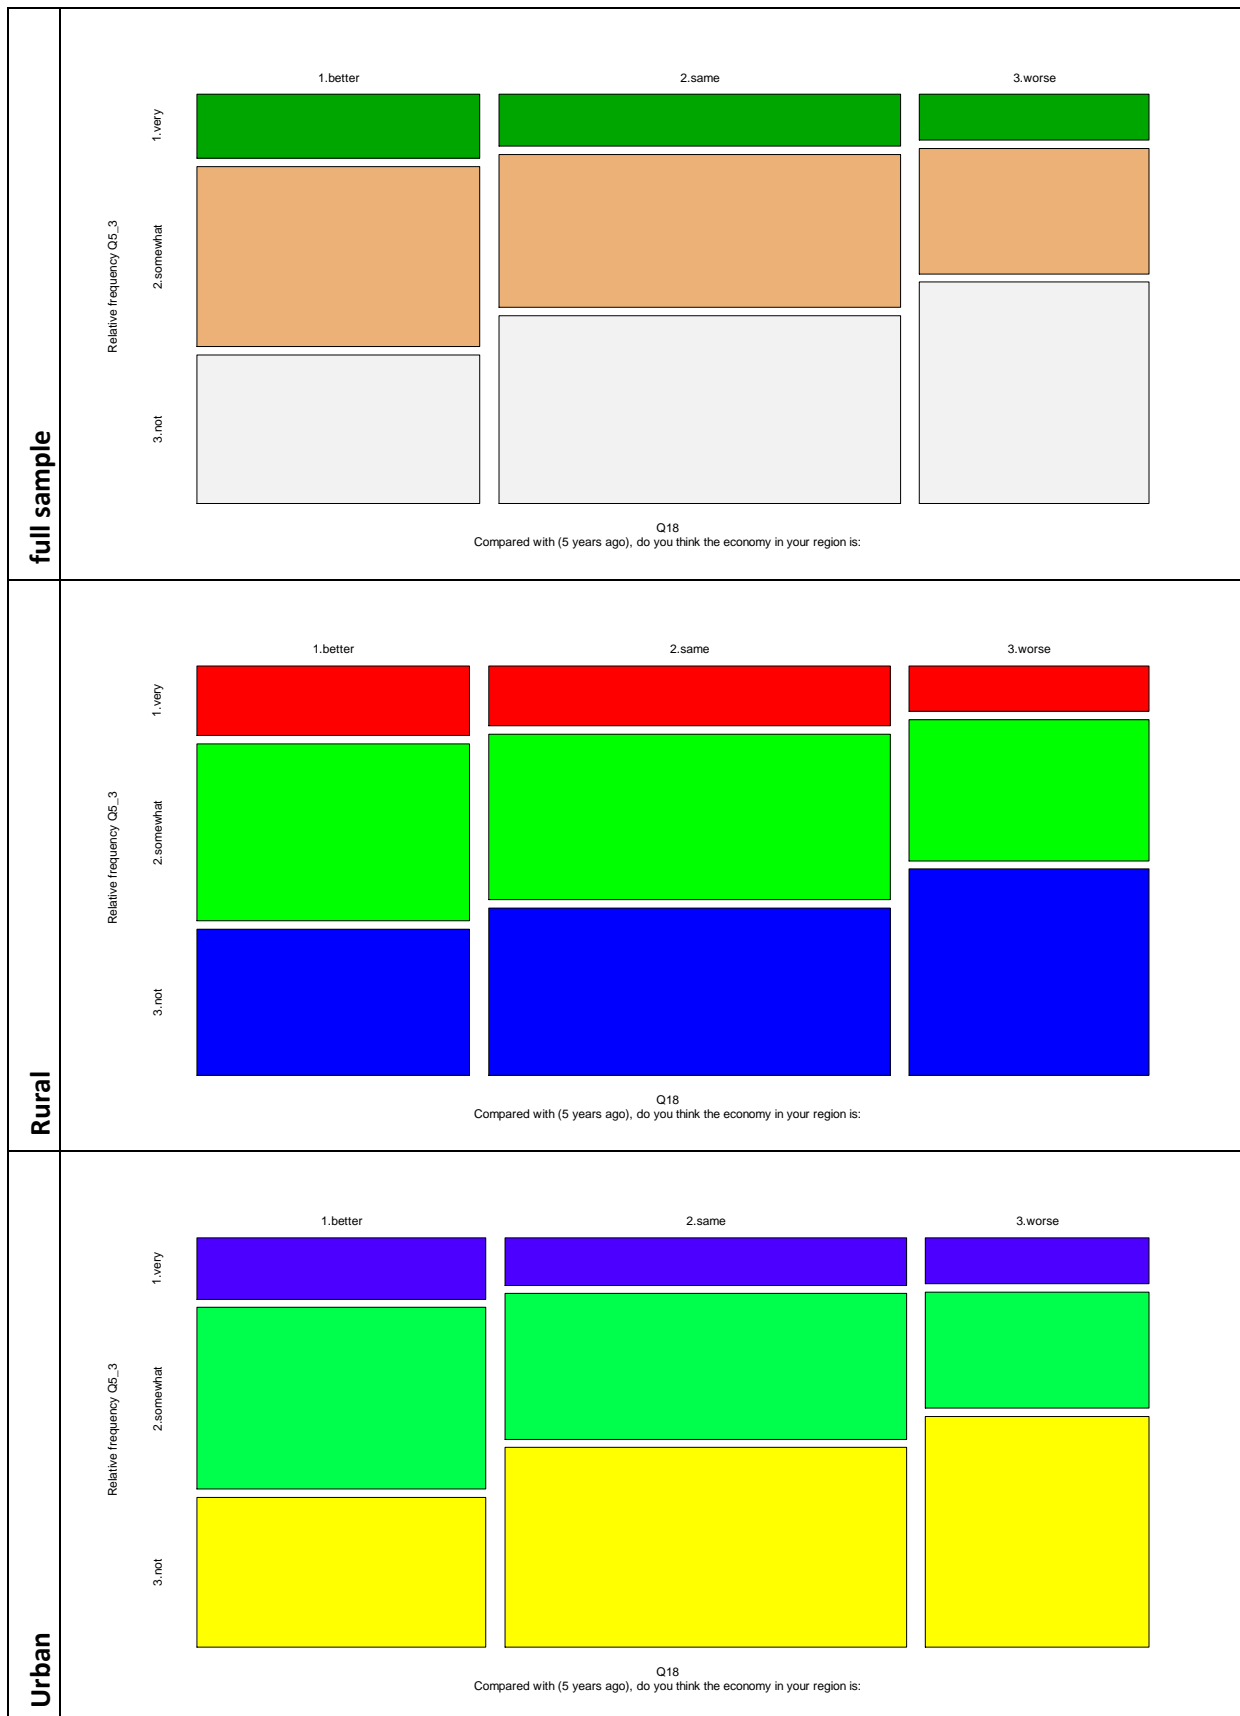 full sample
1.better 2.same 3.worse
Relative frequency Q5_3
1.very
2.somewhat
3.not
Q18
Compared with (5 years ago), do you think the economy in your region is:
Rural
1.better 2.same 3.worse
Relative frequency Q5_3
1.very
2.somewhat
3.not
Q18
Compared with (5 years ago), do you think the economy in your region is:
Urban
1.better 2.same 3.worse
Relative frequency Q5_3
1.very
2.somewhat
3.not
Q18
Compared with (5 years ago), do you think the economy in your region is: